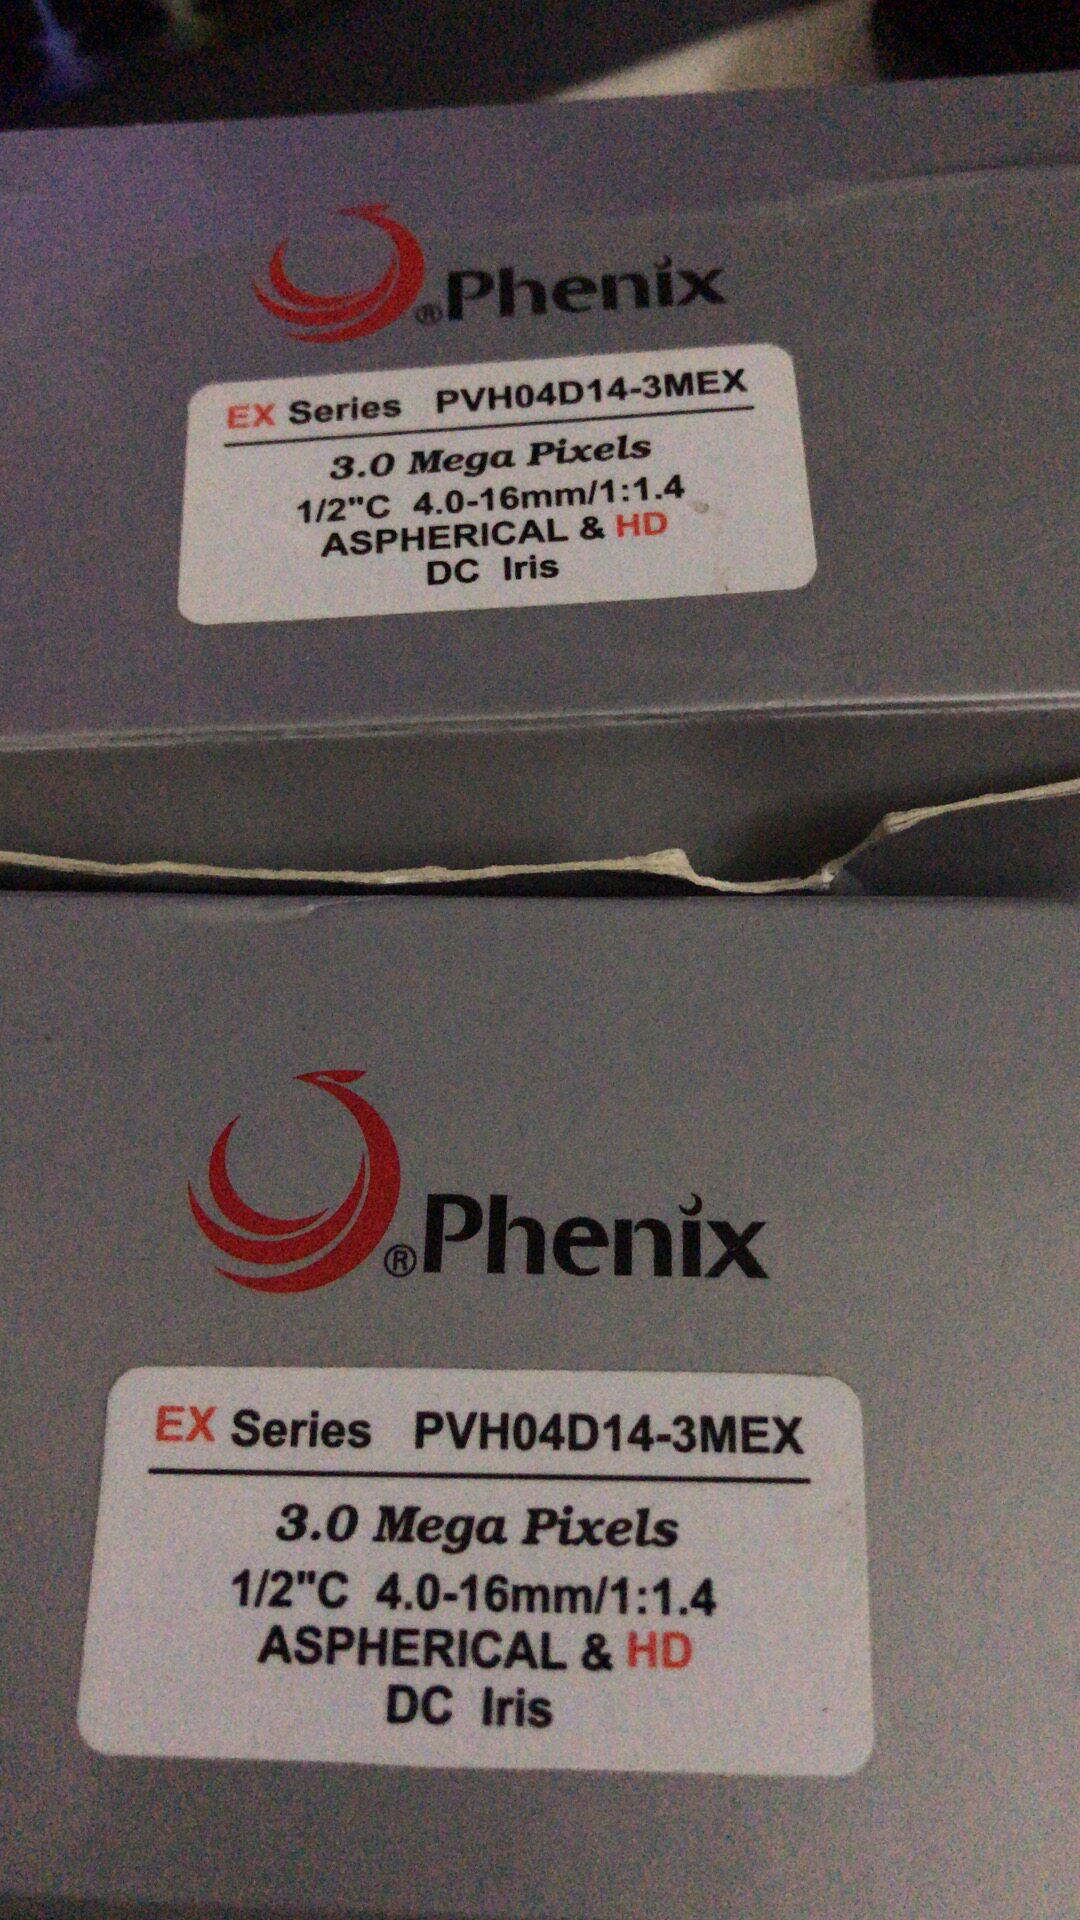 ® Phenix
EX Series PVH04D14-3MEX
3.0 Mega Pixels
1/2"C 4.0-16mm/1:1.4
ASPHERICAL & HD
DC Iris
® Phenix
EX Series PVH04D14-3MEX
3.0 Mega Pixels
1/2"C 4.0-16mm/1:1.4
ASPHERICAL & HD
DC Iris